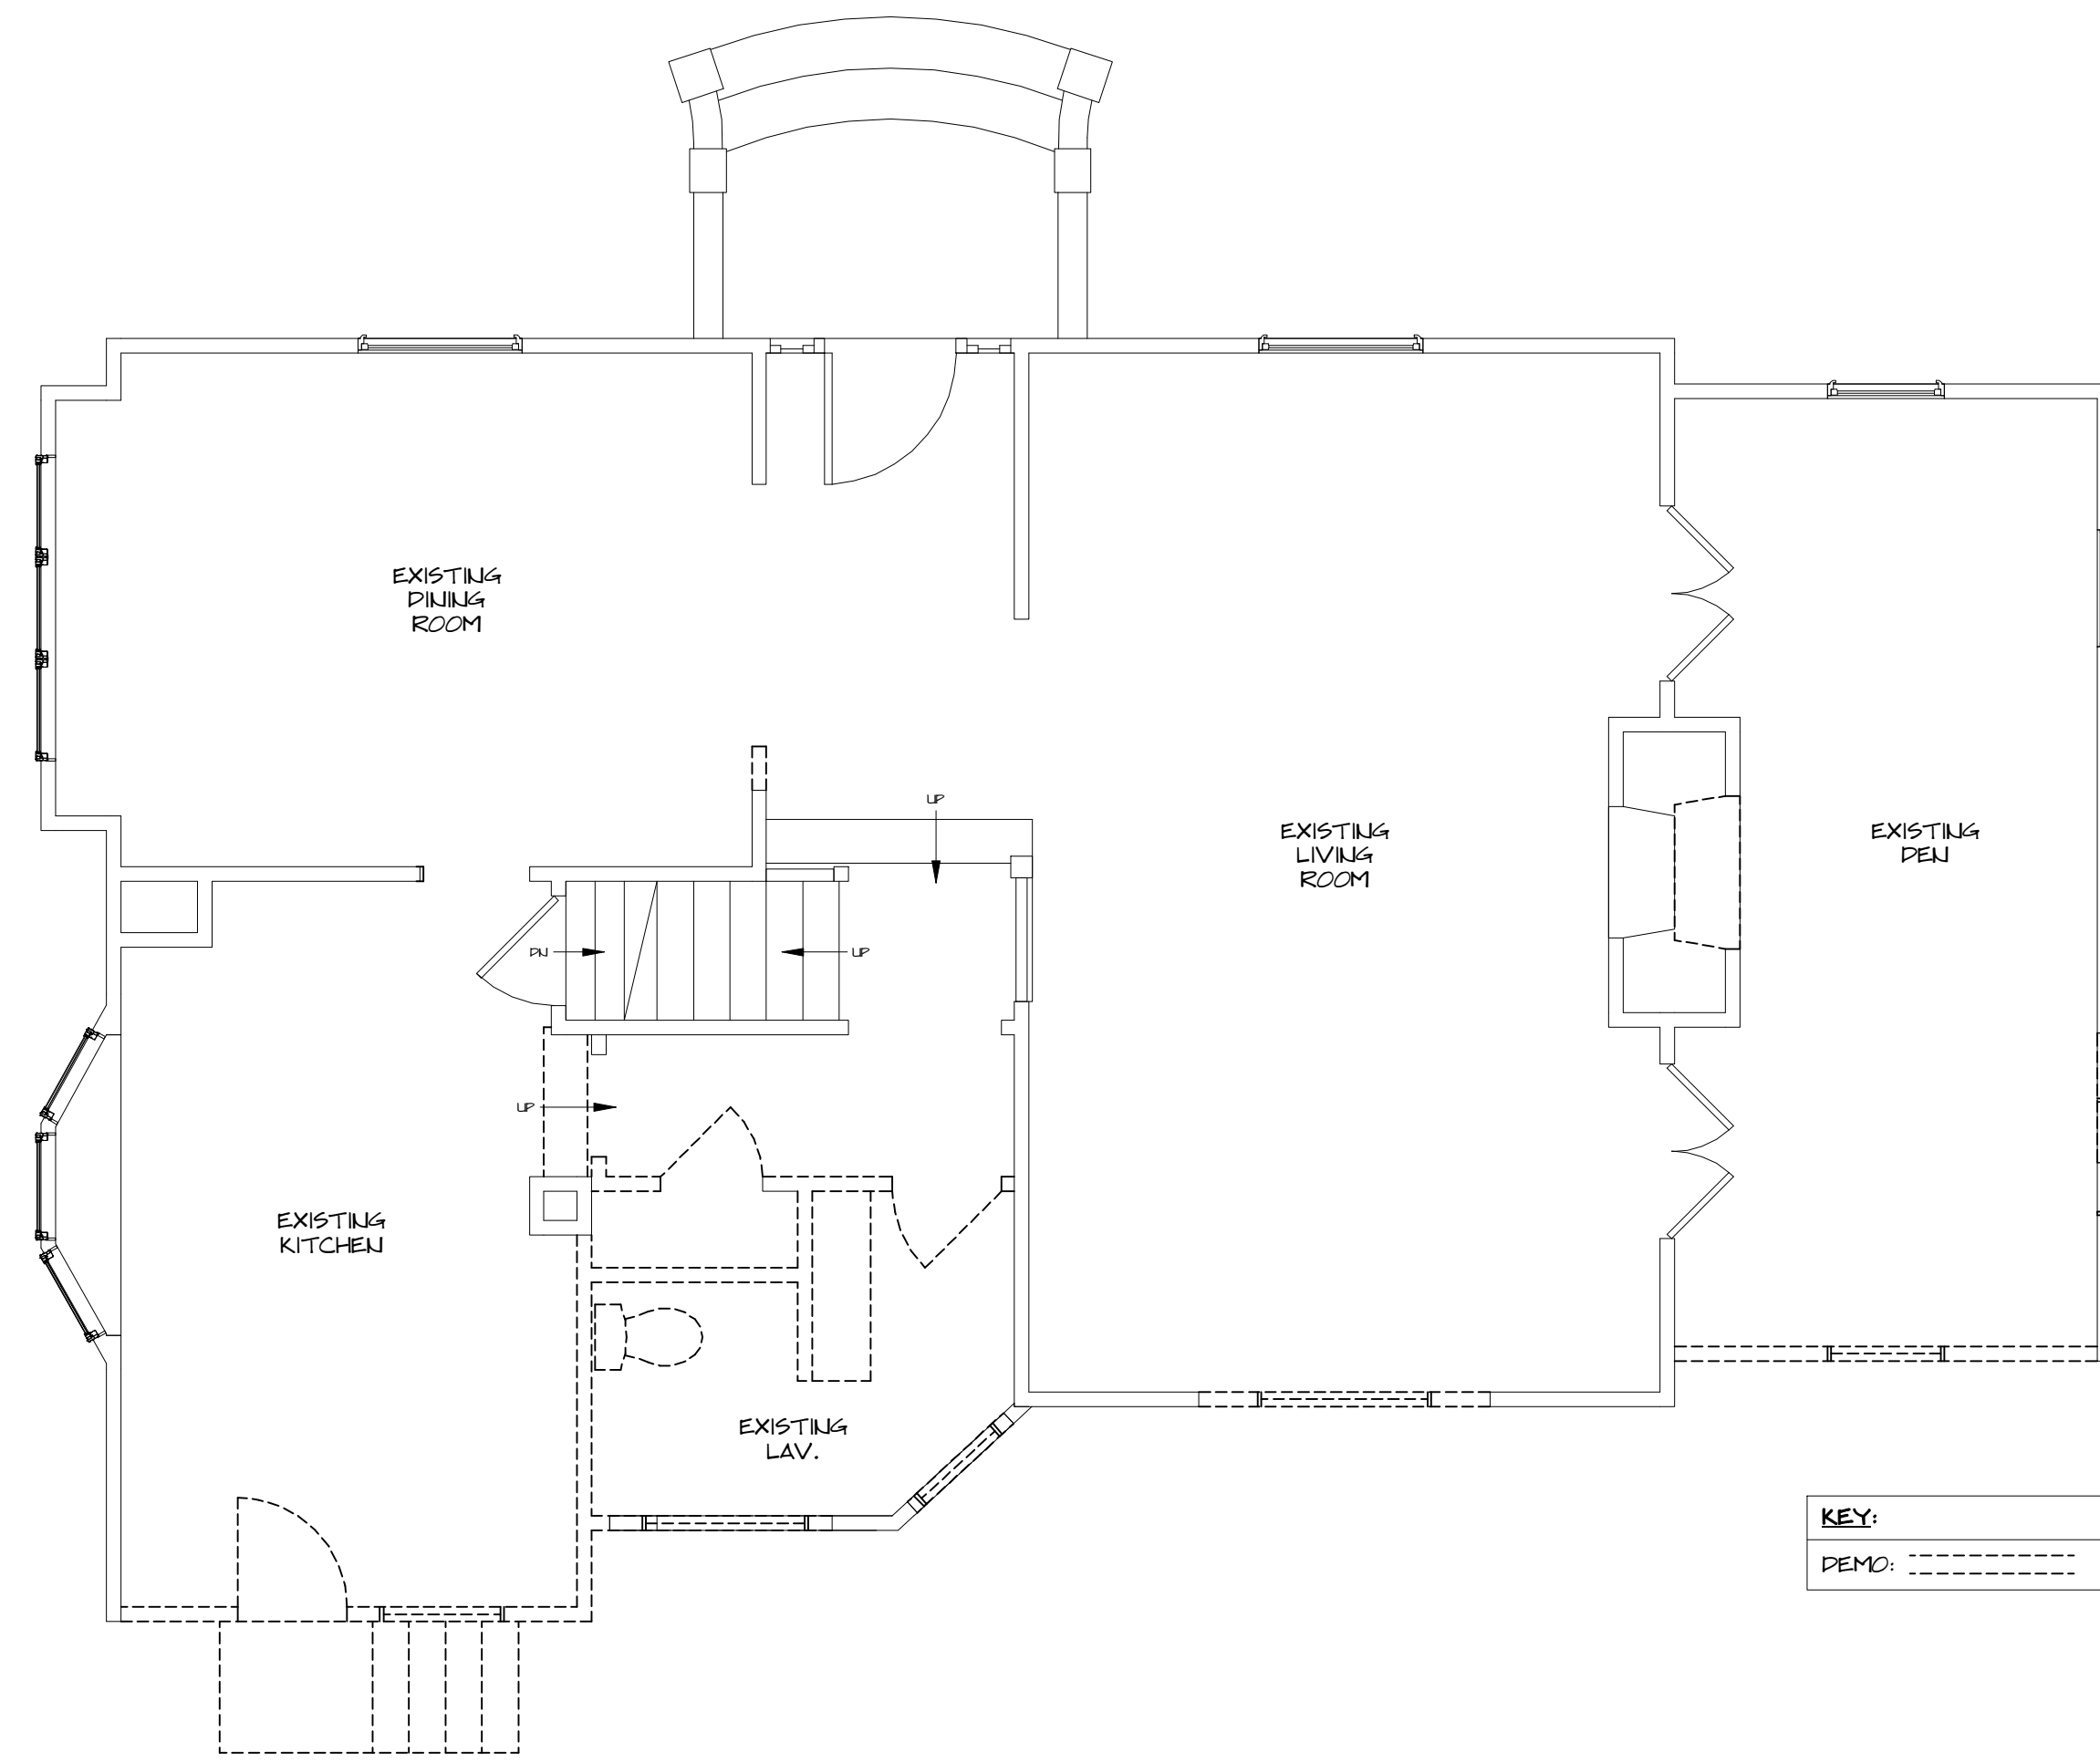 EXISTING
DINING
ROOM
UP
EXISTING
LIVING
ROOM
EXISTING
DEN
DN
UP
UP
EXISTING
KITCHEN
EXISTING
LAV.
KEY:
DEMO: